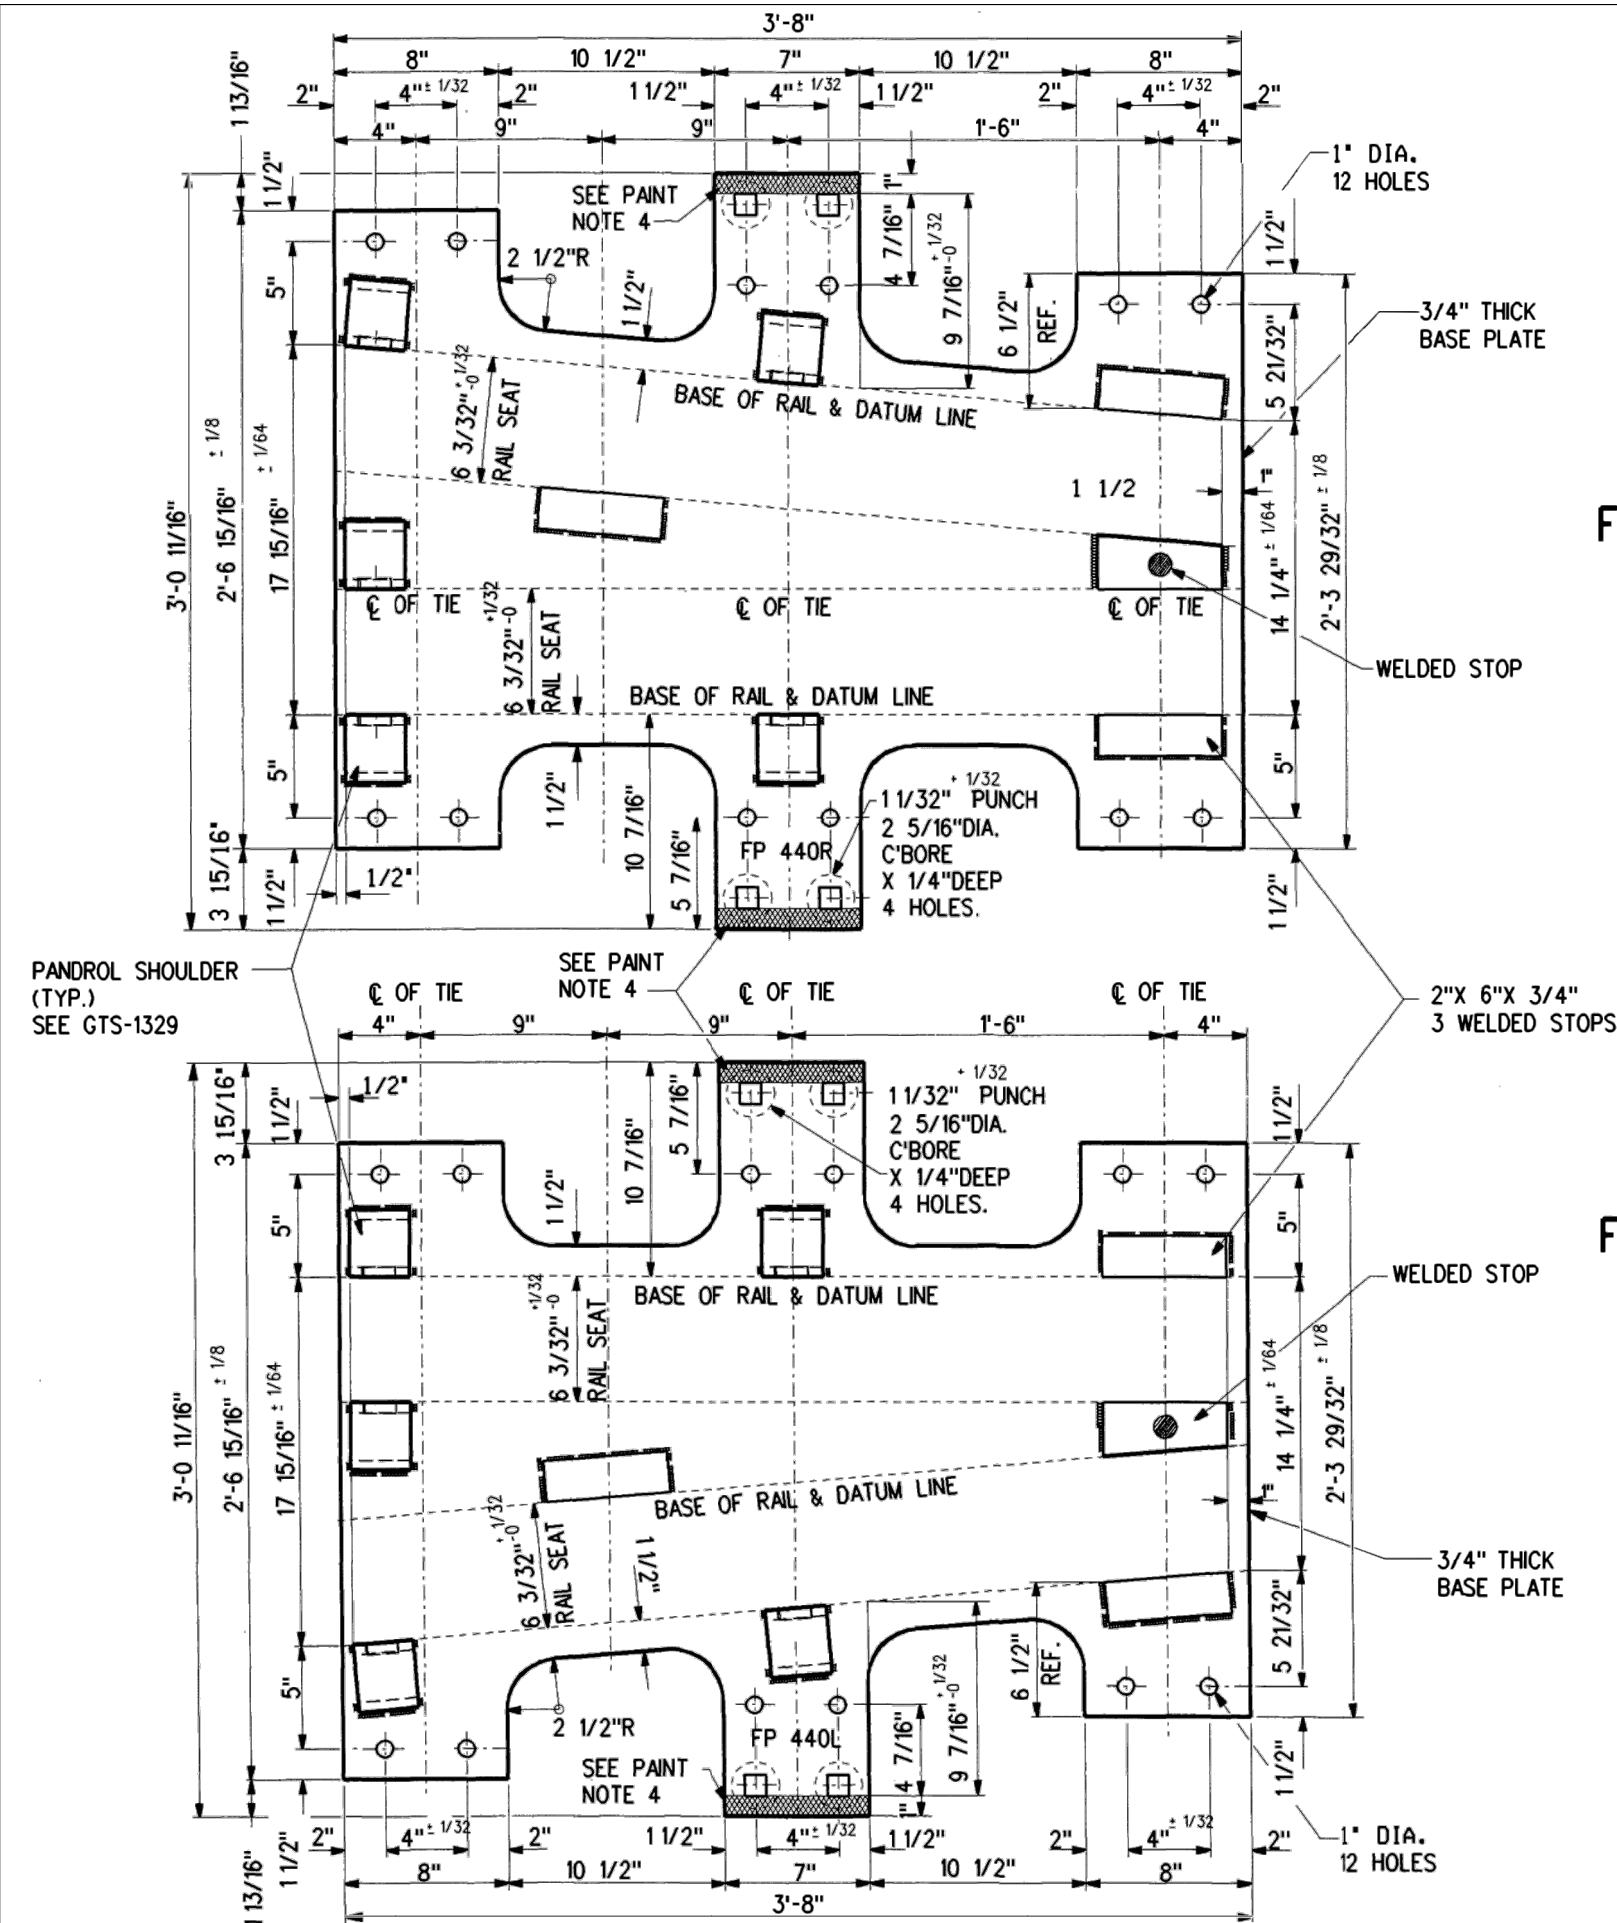 3'-8"
8" 10 1/2" 7" 10 1/2" 8"
2" 4"± 1/32 2" 1 1/2" 4"± 1/32 1 1/2" 2" 4"± 1/32 2"
4" 9" 9" 1'-6" 4"
1 13/16"
1 1/2"
SEE PAINT
NOTE 4
1"
1" DIA.
12 HOLES
2 1/2"R
1 1/2"
4 7/16"
9 7/16"-0 +1/32
6 1/2"
REF.
1 1/2"
5 21/32"
3/4" THICK
BASE PLATE
5"
6 3/32"-0 +1/32
RAIL SEAT
BASE OF RAIL & DATUM LINE
3'-0 11/16"
2'-6 15/16" ± 1/8
17 15/16" ± 1/64
1 1/2
1"
14 1/4" ± 1/64
2'-3 29/32" ± 1/8
F
℄ OF TIE
℄ OF TIE
℄ OF TIE
6 3/32"-0 +1/32
RAIL SEAT
WELDED STOP
BASE OF RAIL & DATUM LINE
5"
1 1/2"
10 7/16"
5 7/16"
FP 440R
1 1/32" + 1/32 PUNCH
2 5/16"DIA.
C'BORE
X 1/4"DEEP
4 HOLES.
5"
1 1/2"
3 15/16"
1 1/2"
1/2"
PANDROL SHOULDER
(TYP.)
SEE GTS-1329
SEE PAINT
NOTE 4
℄ OF TIE
℄ OF TIE
℄ OF TIE
2"X 6"X 3/4"
3 WELDED STOPS
4" 9" 9" 1'-6" 4"
3 15/16"
1 1/2"
1/2"
10 7/16"
5 7/16"
1 1/32" + 1/32 PUNCH
2 5/16"DIA.
C'BORE
X 1/4"DEEP
4 HOLES.
1 1/2"
5"
1 1/2"
5"
F
WELDED STOP
BASE OF RAIL & DATUM LINE
6 3/32"-0 +1/32
RAIL SEAT
3'-0 11/16"
2'-6 15/16" ± 1/8
17 15/16" ± 1/64
14 1/4" ± 1/64
2'-3 29/32" ± 1/8
1"
BASE OF RAIL & DATUM LINE
6 3/32"-0 +1/32
RAIL SEAT
1 1/2"
3/4" THICK
BASE PLATE
5"
6 1/2"
REF.
5 21/32"
2 1/2"R
FP 440L
4 7/16"
9 7/16"-0 +1/32
SEE PAINT
NOTE 4
1"
1 1/2"
1" DIA.
12 HOLES
1 1/2"
1 13/16"
2" 4"± 1/32 2" 1 1/2" 4"± 1/32 1 1/2" 2" 4"± 1/32 2"
8" 10 1/2" 7" 10 1/2" 8"
3'-8"